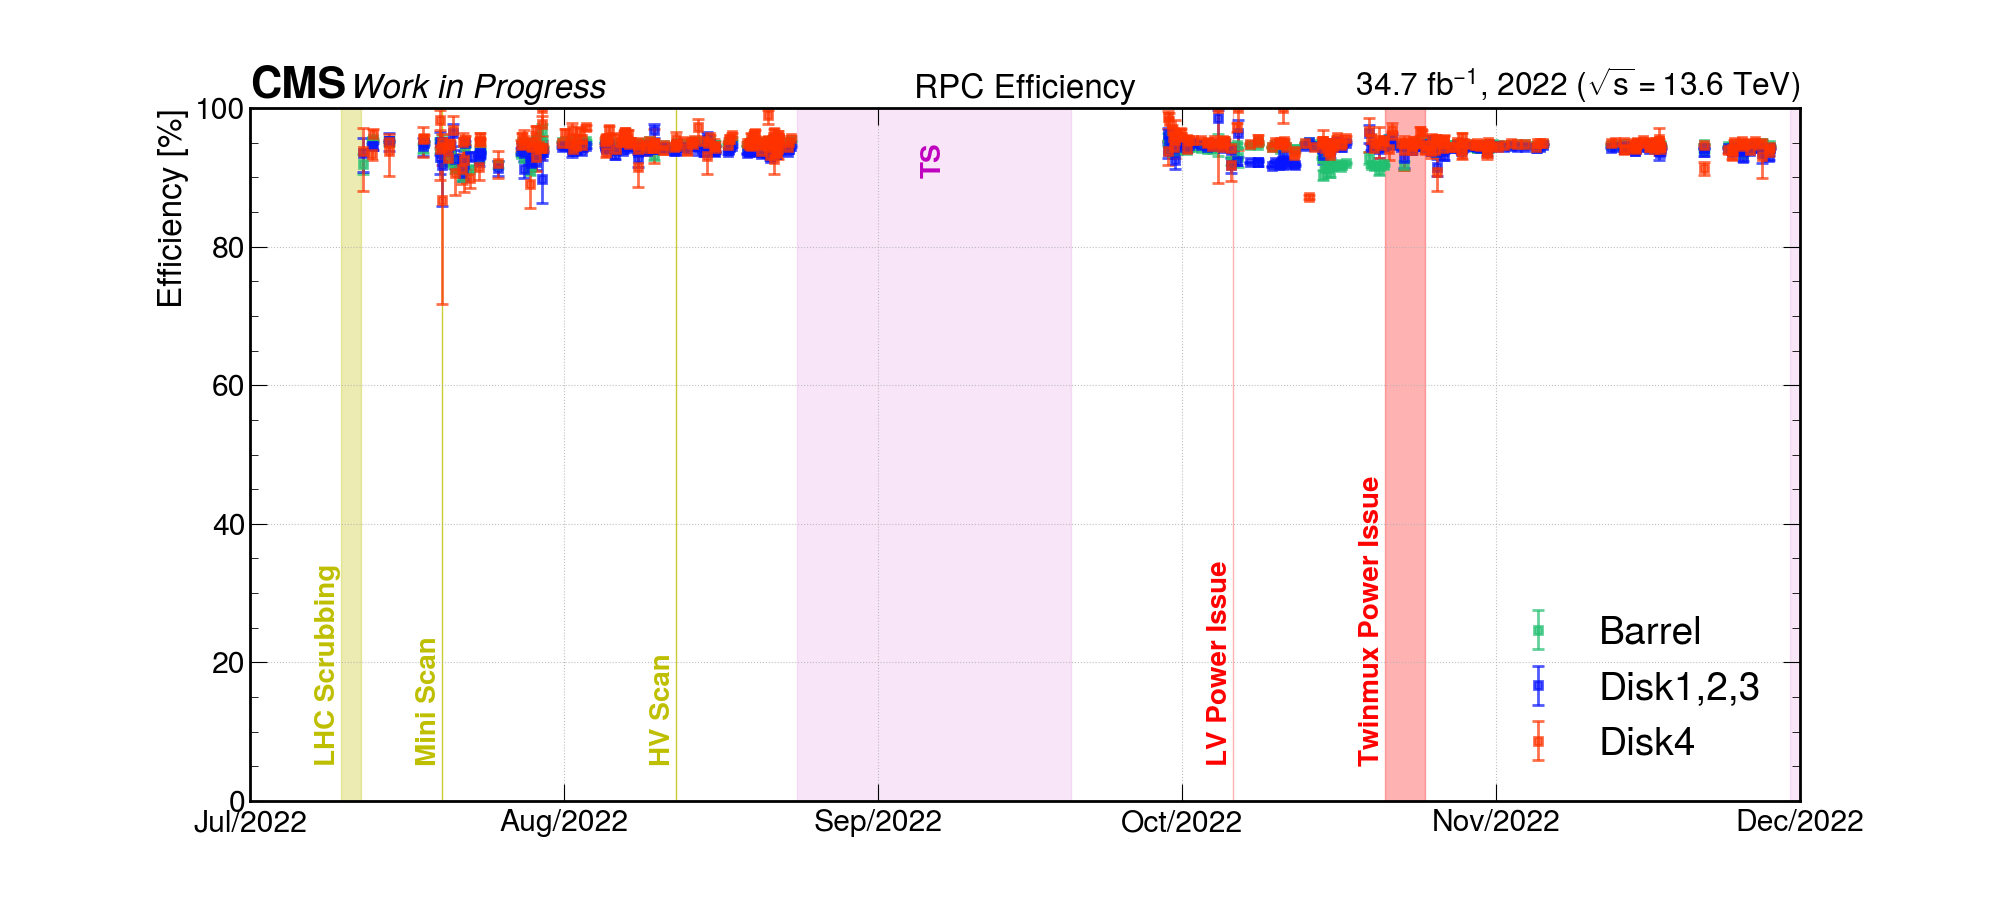 CMS Work in Progress RPC Efficiency 34.7 fb⁻¹, 2022 (√s = 13.6 TeV)
Efficiency [%]
100
80
60
40
20
0
LHC Scrubbing
Mini Scan
HV Scan
TS
LV Power Issue
Twinmux Power Issue
Barrel
Disk1,2,3
Disk4
Jul/2022 Aug/2022 Sep/2022 Oct/2022 Nov/2022 Dec/2022